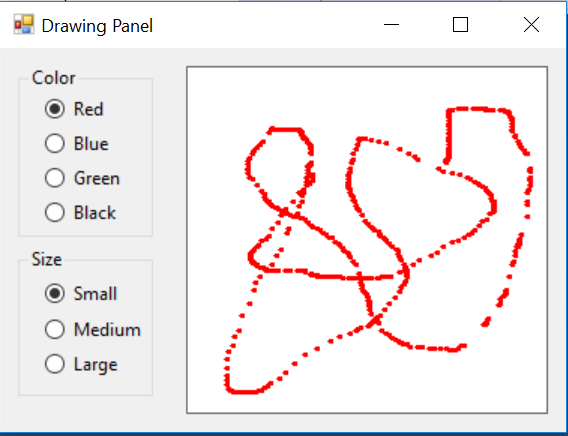 Drawing Panel
Color
Red
Blue
Green
Black
Size
Small
Medium
Large